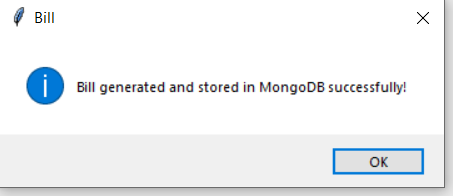 Bill
Bill generated and stored in MongoDB successfully!
OK